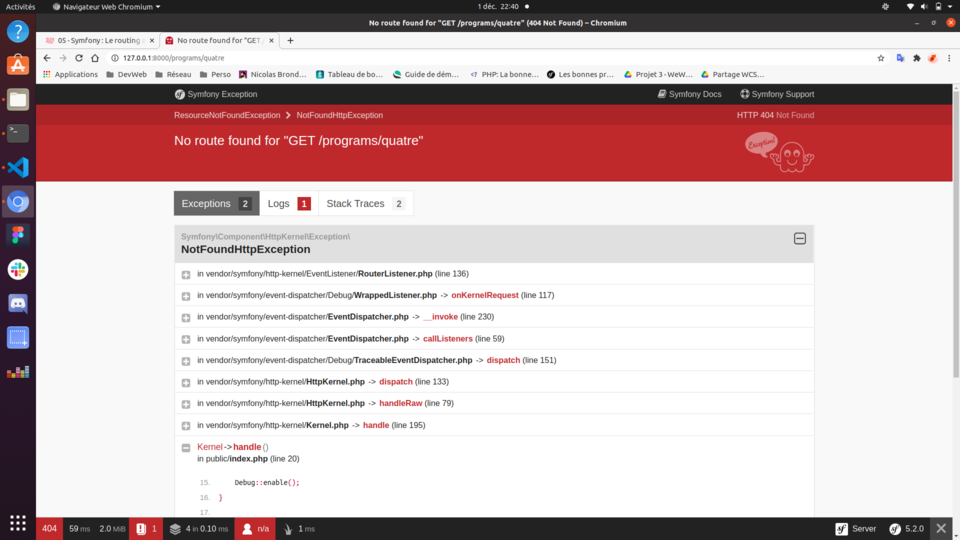 Activités
Navigateur Web Chromium
1 déc. 22:40
No route found for "GET /programs/quatre" (404 Not Found) – Chromium
05 - Symfony : Le routing
No route found for "GET /
127.0.0.1:8000/programs/quatre
Applications
DevWeb
Réseau
Perso
Nicolas Brond…
Tableau de bo…
Guide de dém…
PHP: La bonne…
Les bonnes pr…
Projet 3 - WeW…
Partage WCS…
Symfony Exception
Symfony Docs
Symfony Support
ResourceNotFoundException
NotFoundHttpException
HTTP 404 Not Found
No route found for "GET /programs/quatre"
Exception!
Exceptions 2
Logs 1
Stack Traces 2
Symfony\Component\HttpKernel\Exception\
NotFoundHttpException
in vendor/symfony/http-kernel/EventListener/RouterListener.php (line 136)
in vendor/symfony/event-dispatcher/Debug/WrappedListener.php -> onKernelRequest (line 117)
in vendor/symfony/event-dispatcher/EventDispatcher.php -> __invoke (line 230)
in vendor/symfony/event-dispatcher/EventDispatcher.php -> callListeners (line 59)
in vendor/symfony/event-dispatcher/Debug/TraceableEventDispatcher.php -> dispatch (line 151)
in vendor/symfony/http-kernel/HttpKernel.php -> dispatch (line 133)
in vendor/symfony/http-kernel/HttpKernel.php -> handleRaw (line 79)
in vendor/symfony/http-kernel/Kernel.php -> handle (line 195)
Kernel->handle()
in public/index.php (line 20)
15. Debug::enable();
16. }
17.
404
59 ms
2.0 MiB
1
4 in 0.10 ms
n/a
1 ms
Server
5.2.0